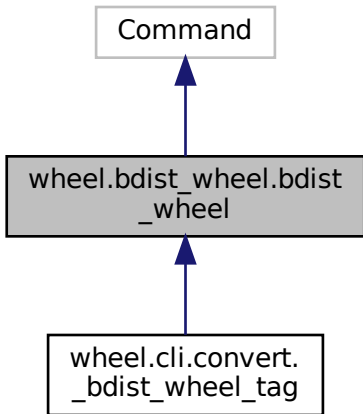 Command
wheel.bdist_wheel.bdist
_wheel
wheel.cli.convert.
_bdist_wheel_tag